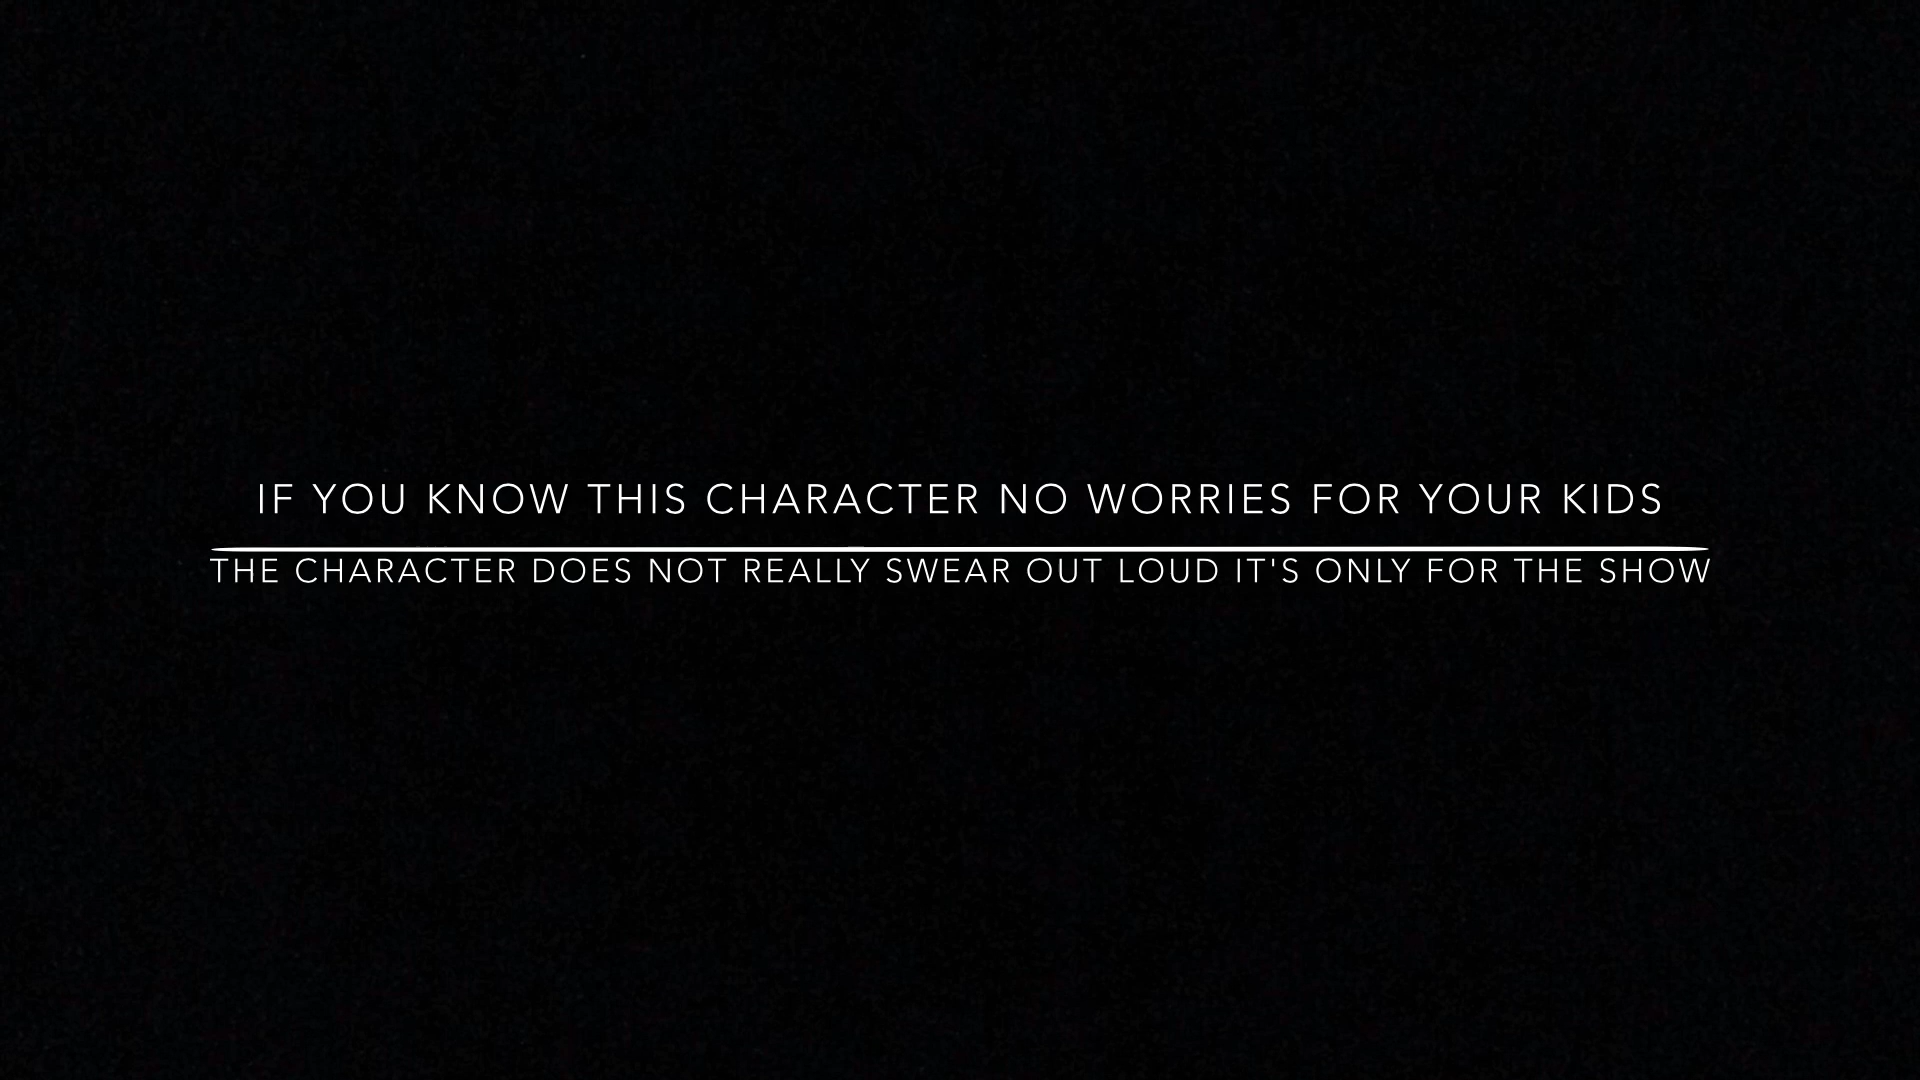 IF YOU KNOW THIS CHARACTER NO WORRIES FOR YOUR KIDS
THE CHARACTER DOES NOT REALLY SWEAR OUT LOUD IT'S ONLY FOR THE SHOW